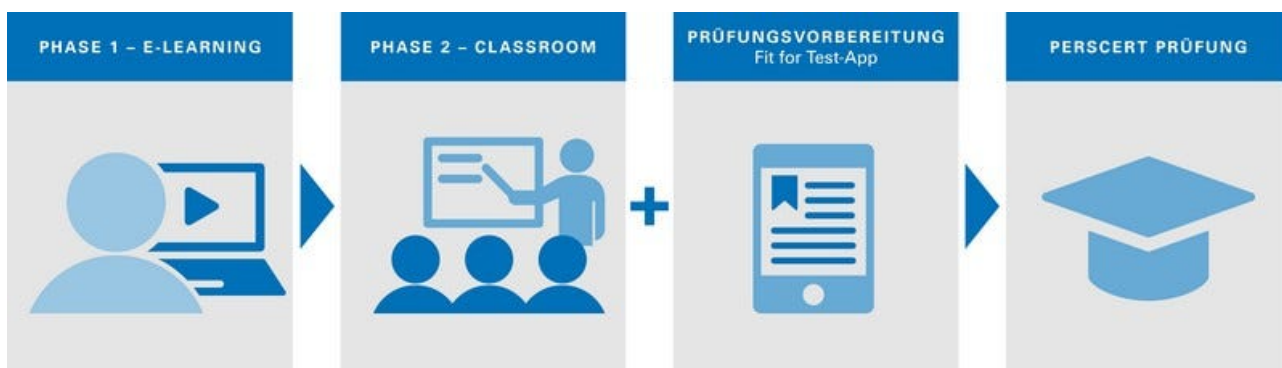 PHASE 1 – E-LEARNING
PHASE 2 – CLASSROOM
PRÜFUNGSVORBEREITUNG
Fit for Test-App
PERSCERT PRÜFUNG